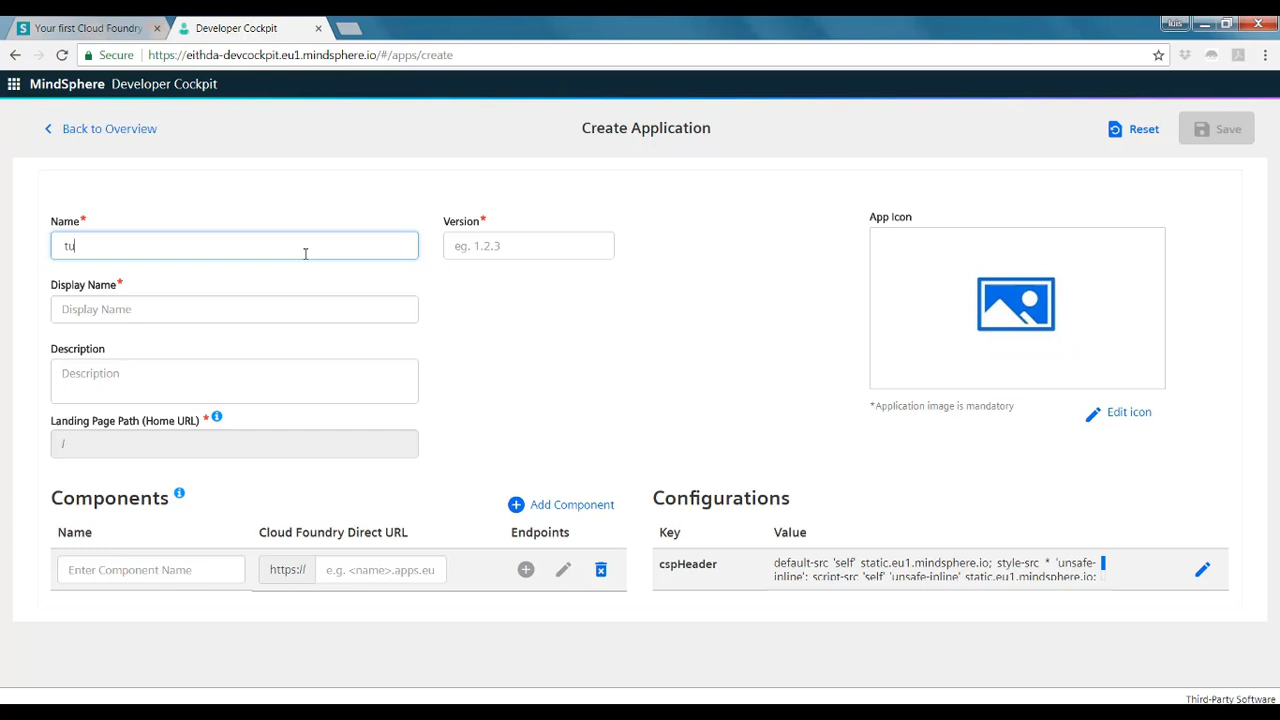 Your first Cloud Foundry
Developer Cockpit
luis
Secure https://eithda-devcockpit.eu1.mindsphere.io/#/apps/create
MindSphere Developer Cockpit
Back to Overview
Create Application
Reset
Save
Name*
Version*
App Icon
tu
eg. 1.2.3
Display Name*
Display Name
Description
Description
*Application image is mandatory
Edit icon
Landing Page Path (Home URL) *
/
Components
Add Component
Configurations
Name
Cloud Foundry Direct URL
Endpoints
Key
Value
Enter Component Name
https://
e.g. <name>.apps.eu
cspHeader
default-src 'self' static.eu1.mindsphere.io; style-src * 'unsafe-
inline'; script-src 'self' 'unsafe-inline' static.eu1.mindsphere.io;
Third-Party Software